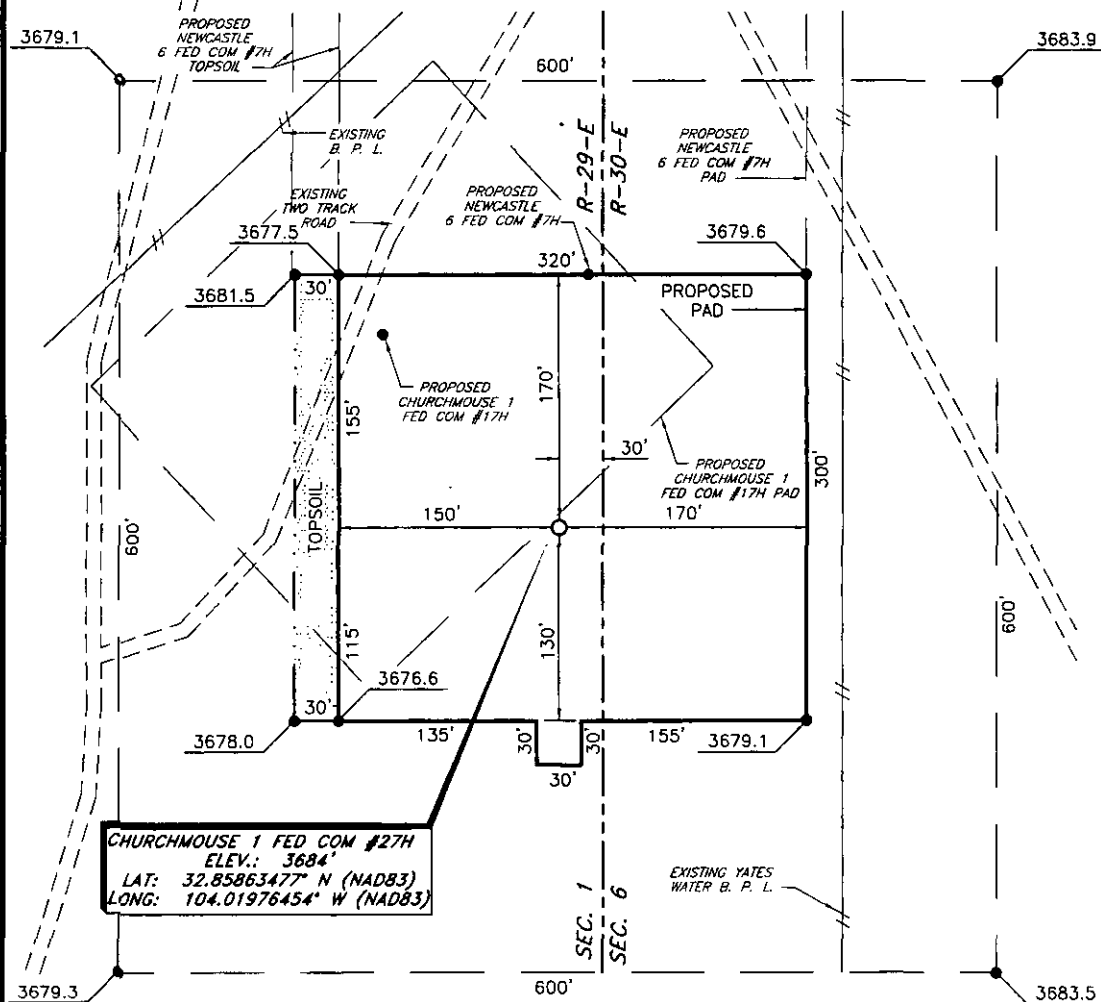 PROPOSED
NEWCASTLE
6 FED COM #7H
TOPSOIL
3679.1
600'
3683.9
EXISTING
B. P. L.
R-29-E
R-30-E
PROPOSED
NEWCASTLE
6 FED COM #7H
PAD
EXISTING
TWO TRACK
ROAD
PROPOSED
NEWCASTLE
6 FED COM #7H
3677.5
3679.6
320'
3681.5
30'
PROPOSED
PAD
170'
PROPOSED
CHURCHMOUSE 1
FED COM #17H
155'
30'
PROPOSED
CHURCHMOUSE 1
FED COM #17H PAD
300'
600'
TOPSOIL
150'
170'
115'
130'
600'
3676.6
30'
3678.0
135'
30'
30'
30'
155'
3679.1
CHURCHMOUSE 1 FED COM #27H
ELEV.: 3684'
LAT: 32.85863477° N (NAD83)
LONG: 104.01976454° W (NAD83)
EXISTING YATES
WATER B. P. L.
SEC. 1
SEC. 6
3679.3
600'
3683.5